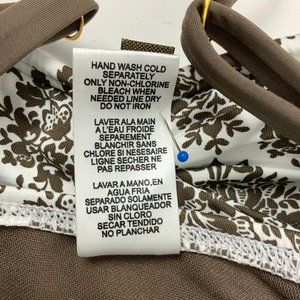 HAND WASH COLD
SEPARATELY
ONLY NON-CHLORINE
BLEACH WHEN
NEEDED LINE DRY
DO NOT IRON
LAVER ALA MAIN
A L'EAU FROIDE
SEPAREMENT
BLANCHIR SANS
CHLORE SI NESAIRE
LIGNE SECHER NE
PAS REPASSER
LAVAR A MANO, EN
AGUA FRIA
SEPARADO SOLAMENTE
USAR BLANQUEADOR
SIN CLORO
SECAR TENDIDO
NO PLANCHAR